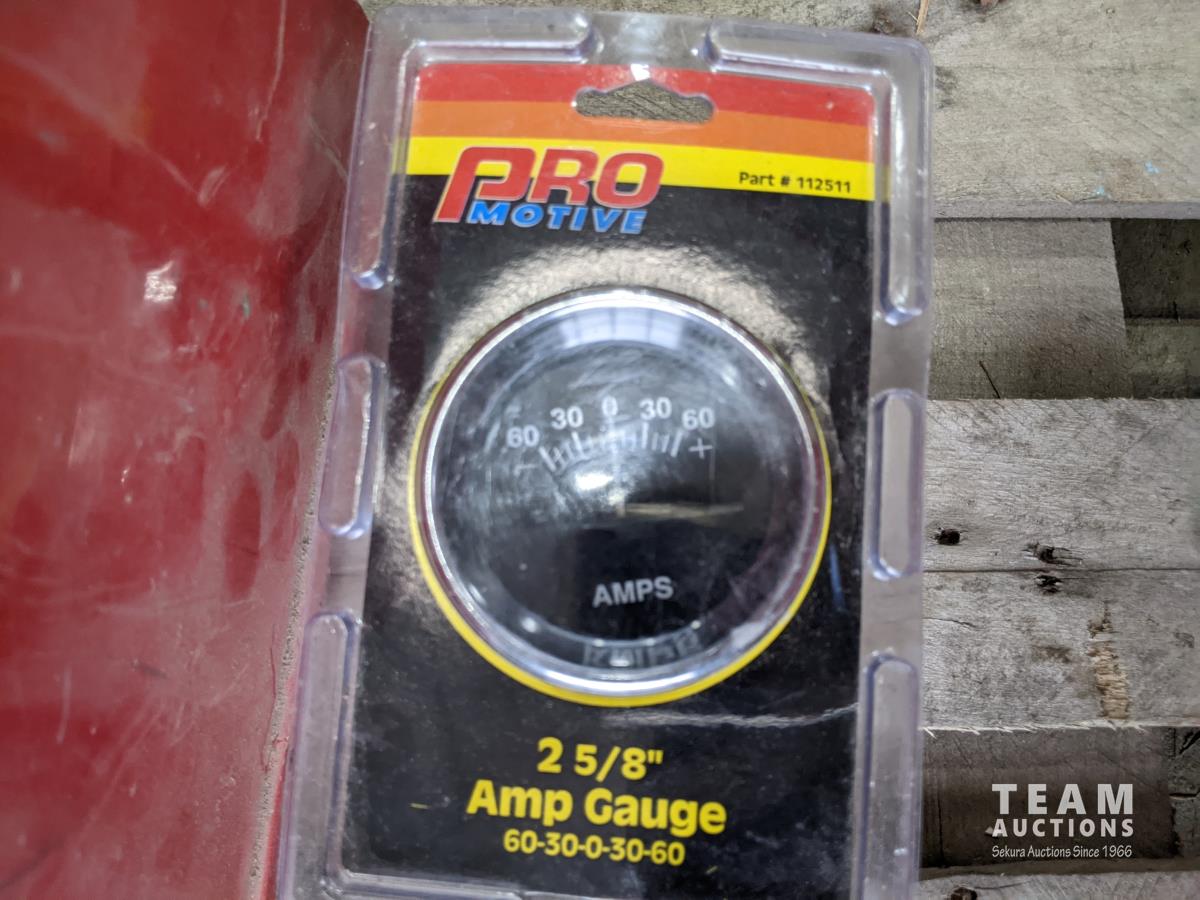 PRO
MOTIVE
Part # 112511
60 30 0 30 60
- +
AMPS
2 5/8"
Amp Gauge
60-30-0-30-60
TEAM
AUCTIONS
Sekura Auctions Since 1966